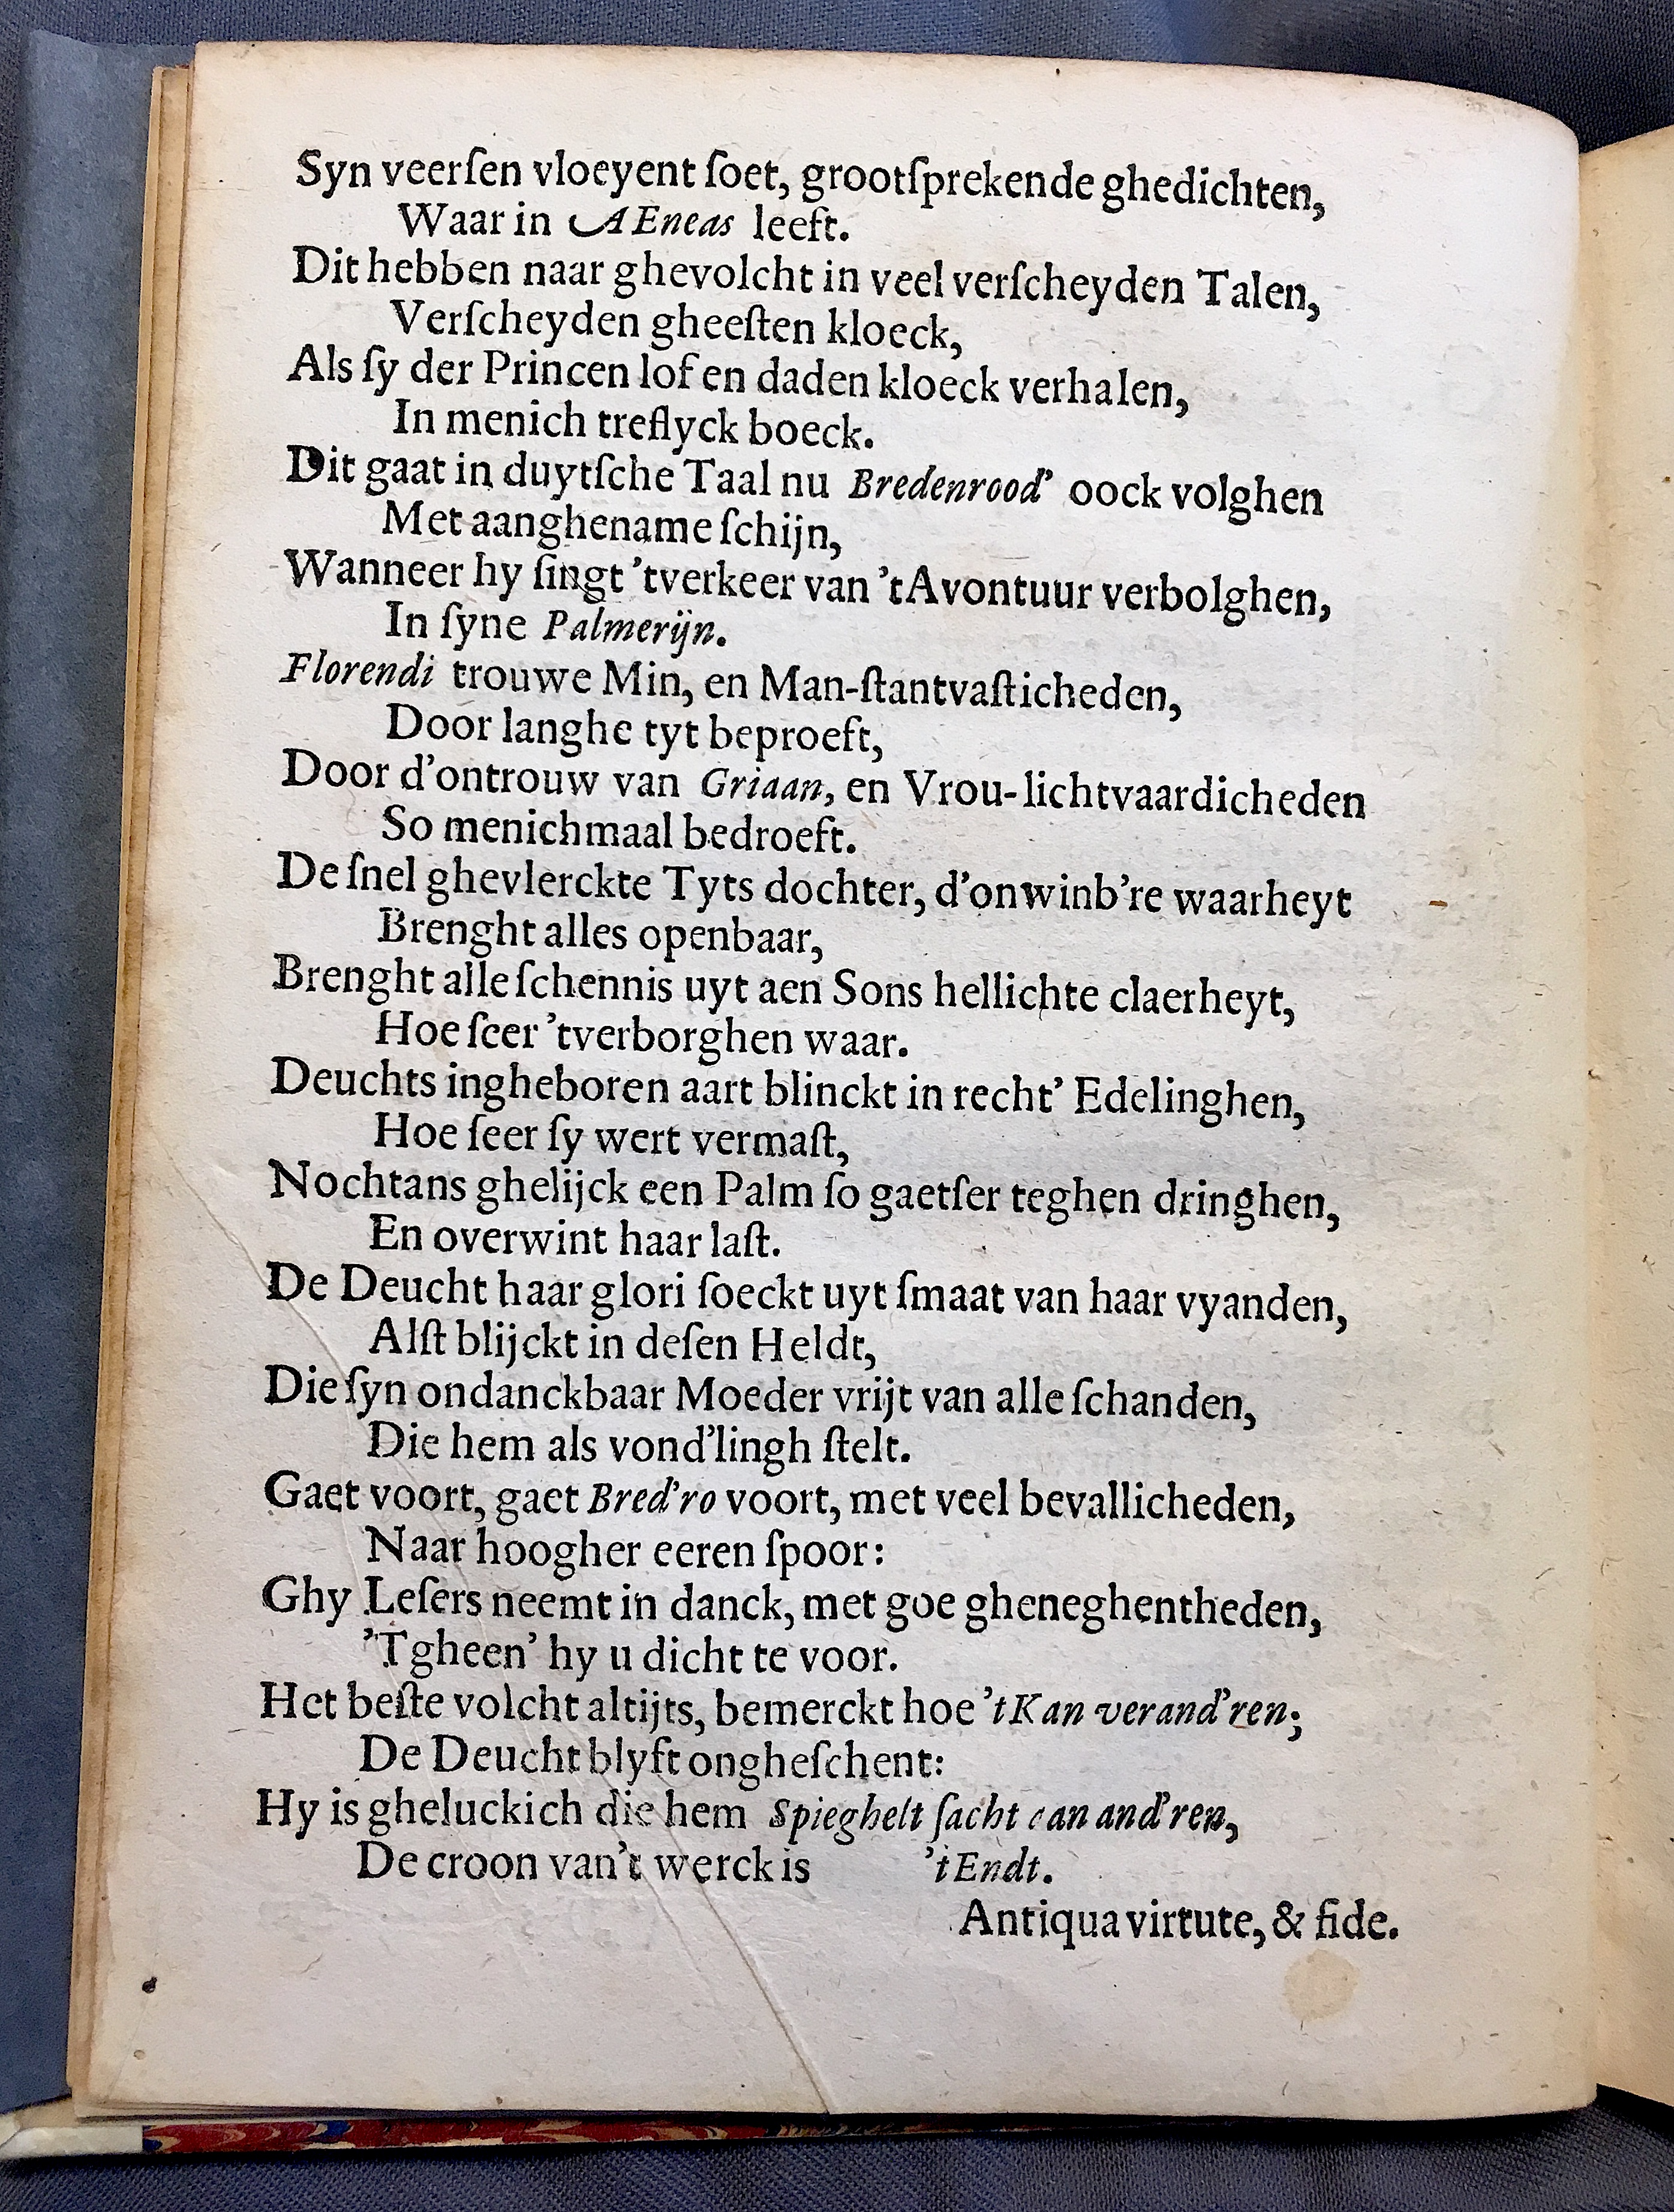 Syn veerſen vloeyent ſoet, grootſprekende ghedichten,
Waar in AEneas leeft.
Dit hebben naar ghevolcht in veel verſcheyden Talen,
Verſcheyden gheeſten kloeck,
Als ſy der Princen lof en daden kloeck verhalen,
In menich treflyck boeck.
Dit gaat in duytſche Taal nu Bredenrood’ oock volghen
Met aanghename ſchijn,
Wanneer hy ſingt ’tverkeer van ’tAvontuur verbolghen,
In ſyne Palmerijn.
Florendi trouwe Min, en Man-ſtantvaſticheden,
Door langhe tyt beproeft,
Door d’ontrouw van Griaan, en Vrou-lichtvaardicheden
So menichmaal bedroeft.
De ſnel ghevlerckte Tyts dochter, d’onwinb’re waarheyt
Brenght alles openbaar,
Brenght alle ſchennis uyt aen Sons hellichte claerheyt,
Hoe ſeer ’tverborghen waar.
Deuchts ingheboren aart blinckt in recht’ Edelinghen,
Hoe ſeer ſy wert vermaſt,
Nochtans ghelijck een Palm ſo gaetſer teghen dringhen,
En overwint haar laſt.
De Deucht haar glori ſoeckt uyt ſmaat van haar vyanden,
Alſt blijckt in deſen Heldt,
Die ſyn ondanckbaar Moeder vrijt van alle ſchanden,
Die hem als vond’lingh ſtelt.
Gaet voort, gaet Bred’ro voort, met veel bevallicheden,
Naar hoogher eeren ſpoor:
Ghy Leſers neemt in danck, met goe gheneghentheden,
’Tgheen’ hy u dicht te voor.
Het beſte volcht altijts, bemerckt hoe ’tKan verand’ren;
De Deucht blyft ongheſchent:
Hy is gheluckich die hem Spieghelt ſacht aan and’ren,
De croon van’t werck is ’tEndt.
Antiqua virtute, & fide.